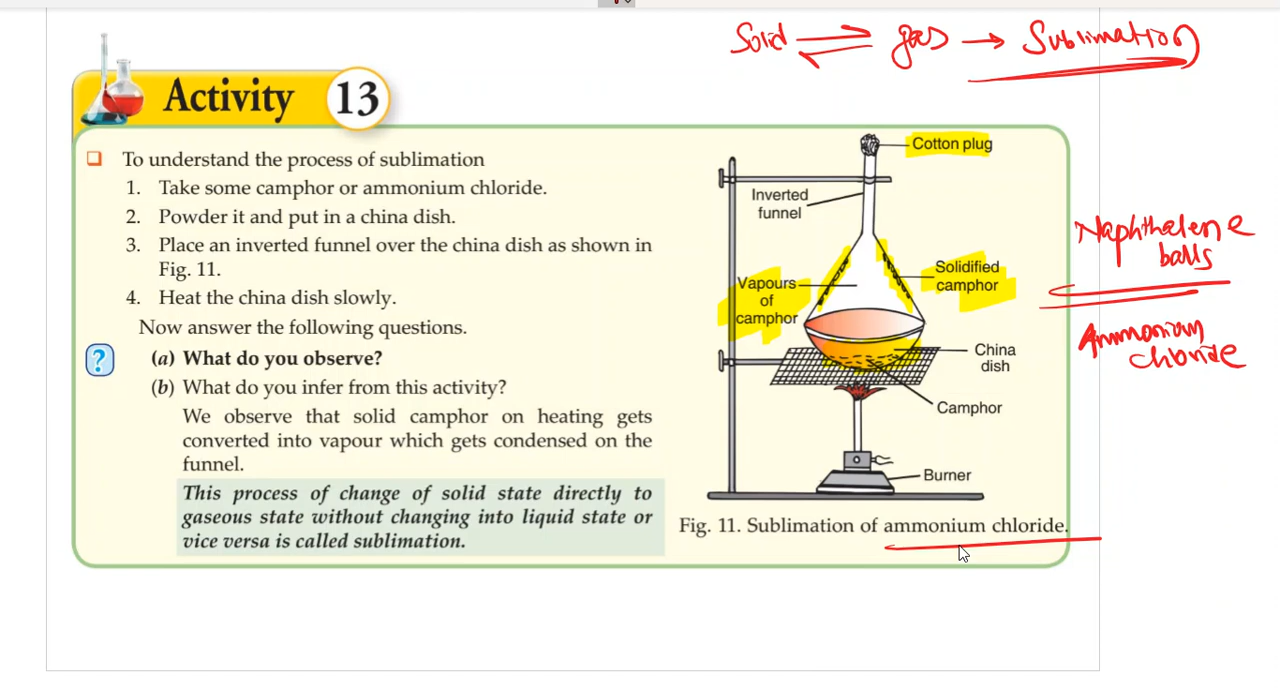 Solid ⇌ gas → Sublimation
Activity 13
❑ To understand the process of sublimation
1. Take some camphor or ammonium chloride.
2. Powder it and put in a china dish.
3. Place an inverted funnel over the china dish as shown in
Fig. 11.
4. Heat the china dish slowly.
Now answer the following questions.
? (a) What do you observe?
(b) What do you infer from this activity?
We observe that solid camphor on heating gets
converted into vapour which gets condensed on the
funnel.
This process of change of solid state directly to
gaseous state without changing into liquid state or
vice versa is called sublimation.
Cotton plug
Inverted
funnel
Vapours
of
camphor
Solidified
camphor
China
dish
Camphor
Burner
Fig. 11. Sublimation of ammonium chloride.
Naphthalene
balls
Ammonium
chloride